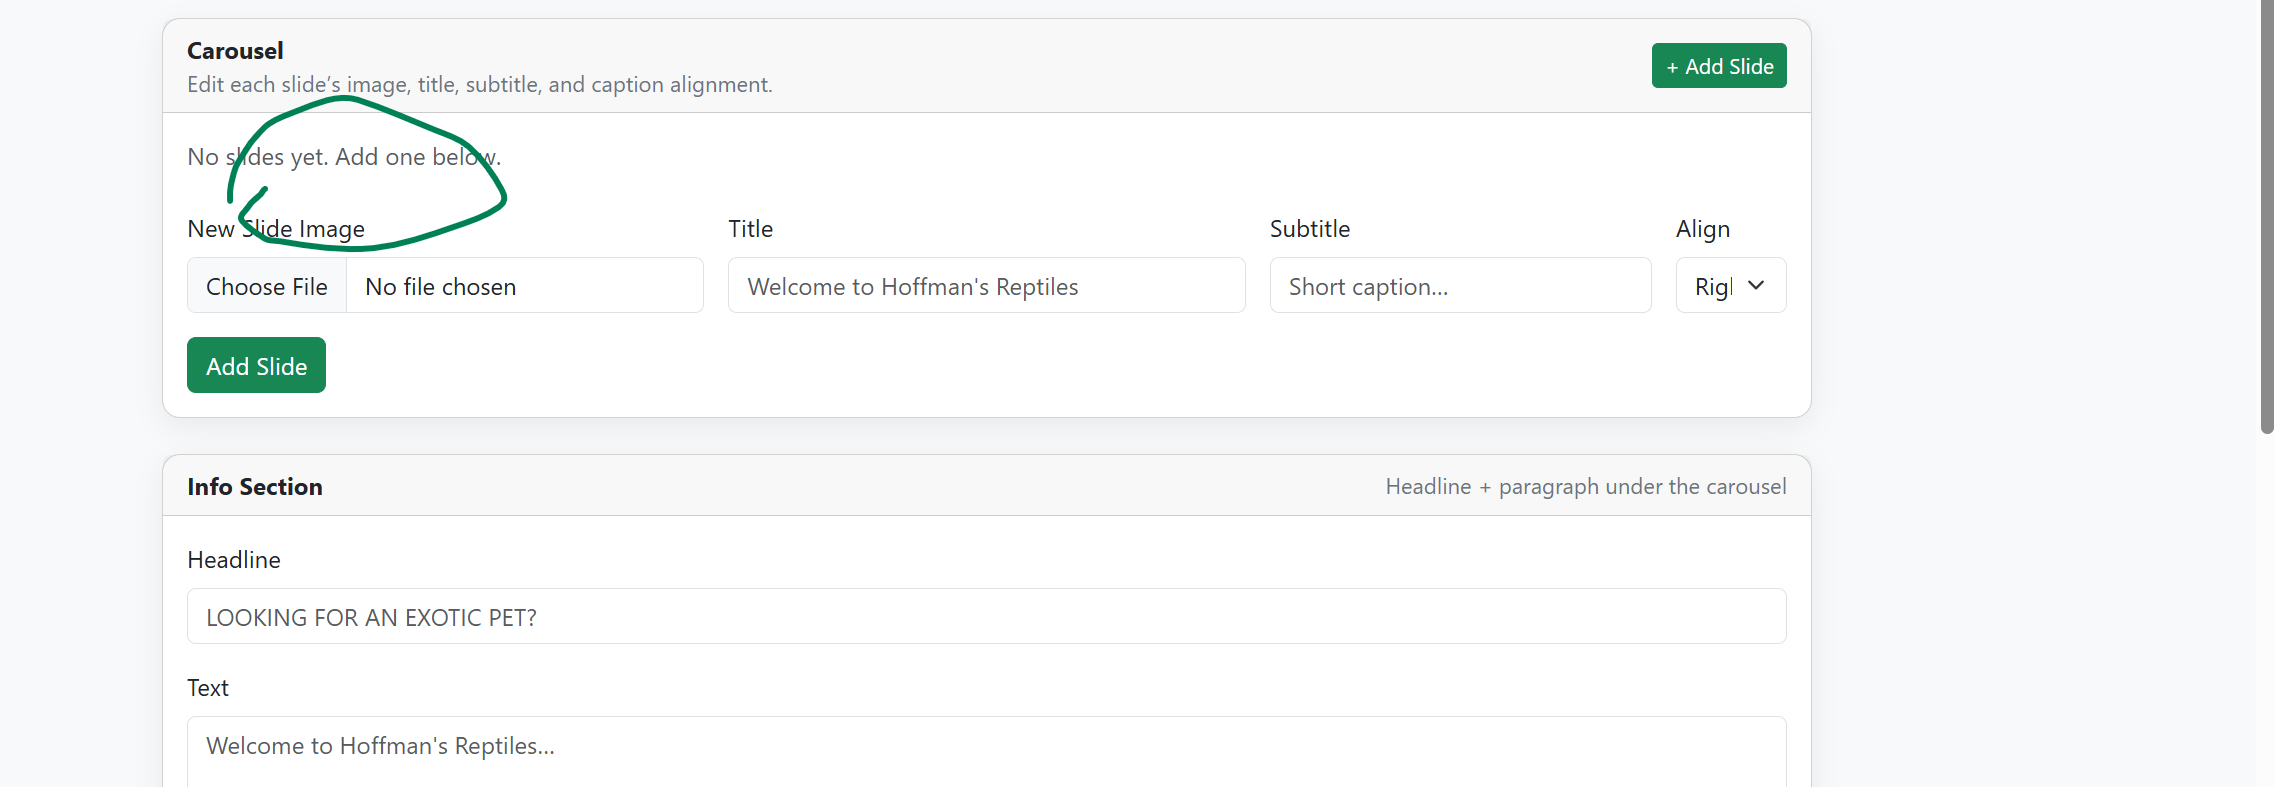 Carousel
Edit each slide’s image, title, subtitle, and caption alignment.
+ Add Slide
No slides yet. Add one below.
New Slide Image
Title
Subtitle
Align
Choose File
No file chosen
Welcome to Hoffman's Reptiles
Short caption...
Righ
Add Slide
Info Section
Headline + paragraph under the carousel
Headline
LOOKING FOR AN EXOTIC PET?
Text
Welcome to Hoffman's Reptiles...